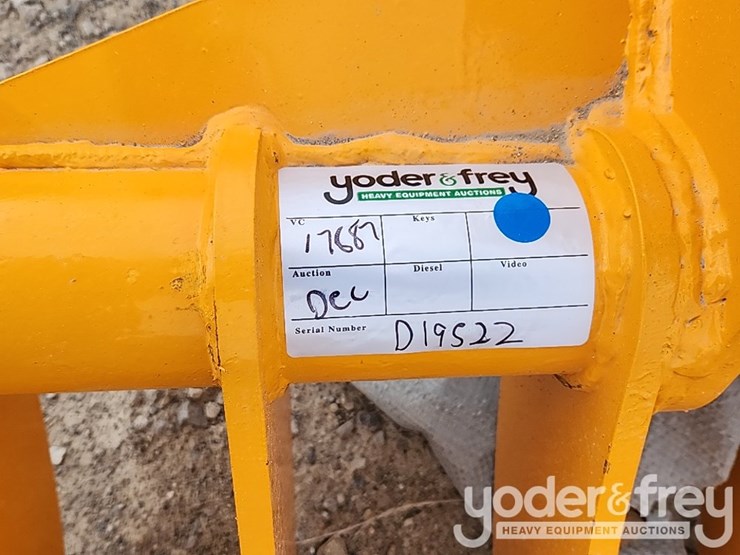 yoder & frey
HEAVY EQUIPMENT AUCTIONS
VC Keys
17687
Auction Diesel Video
Dec
Serial Number D19522
yoder & frey
HEAVY EQUIPMENT AUCTIONS